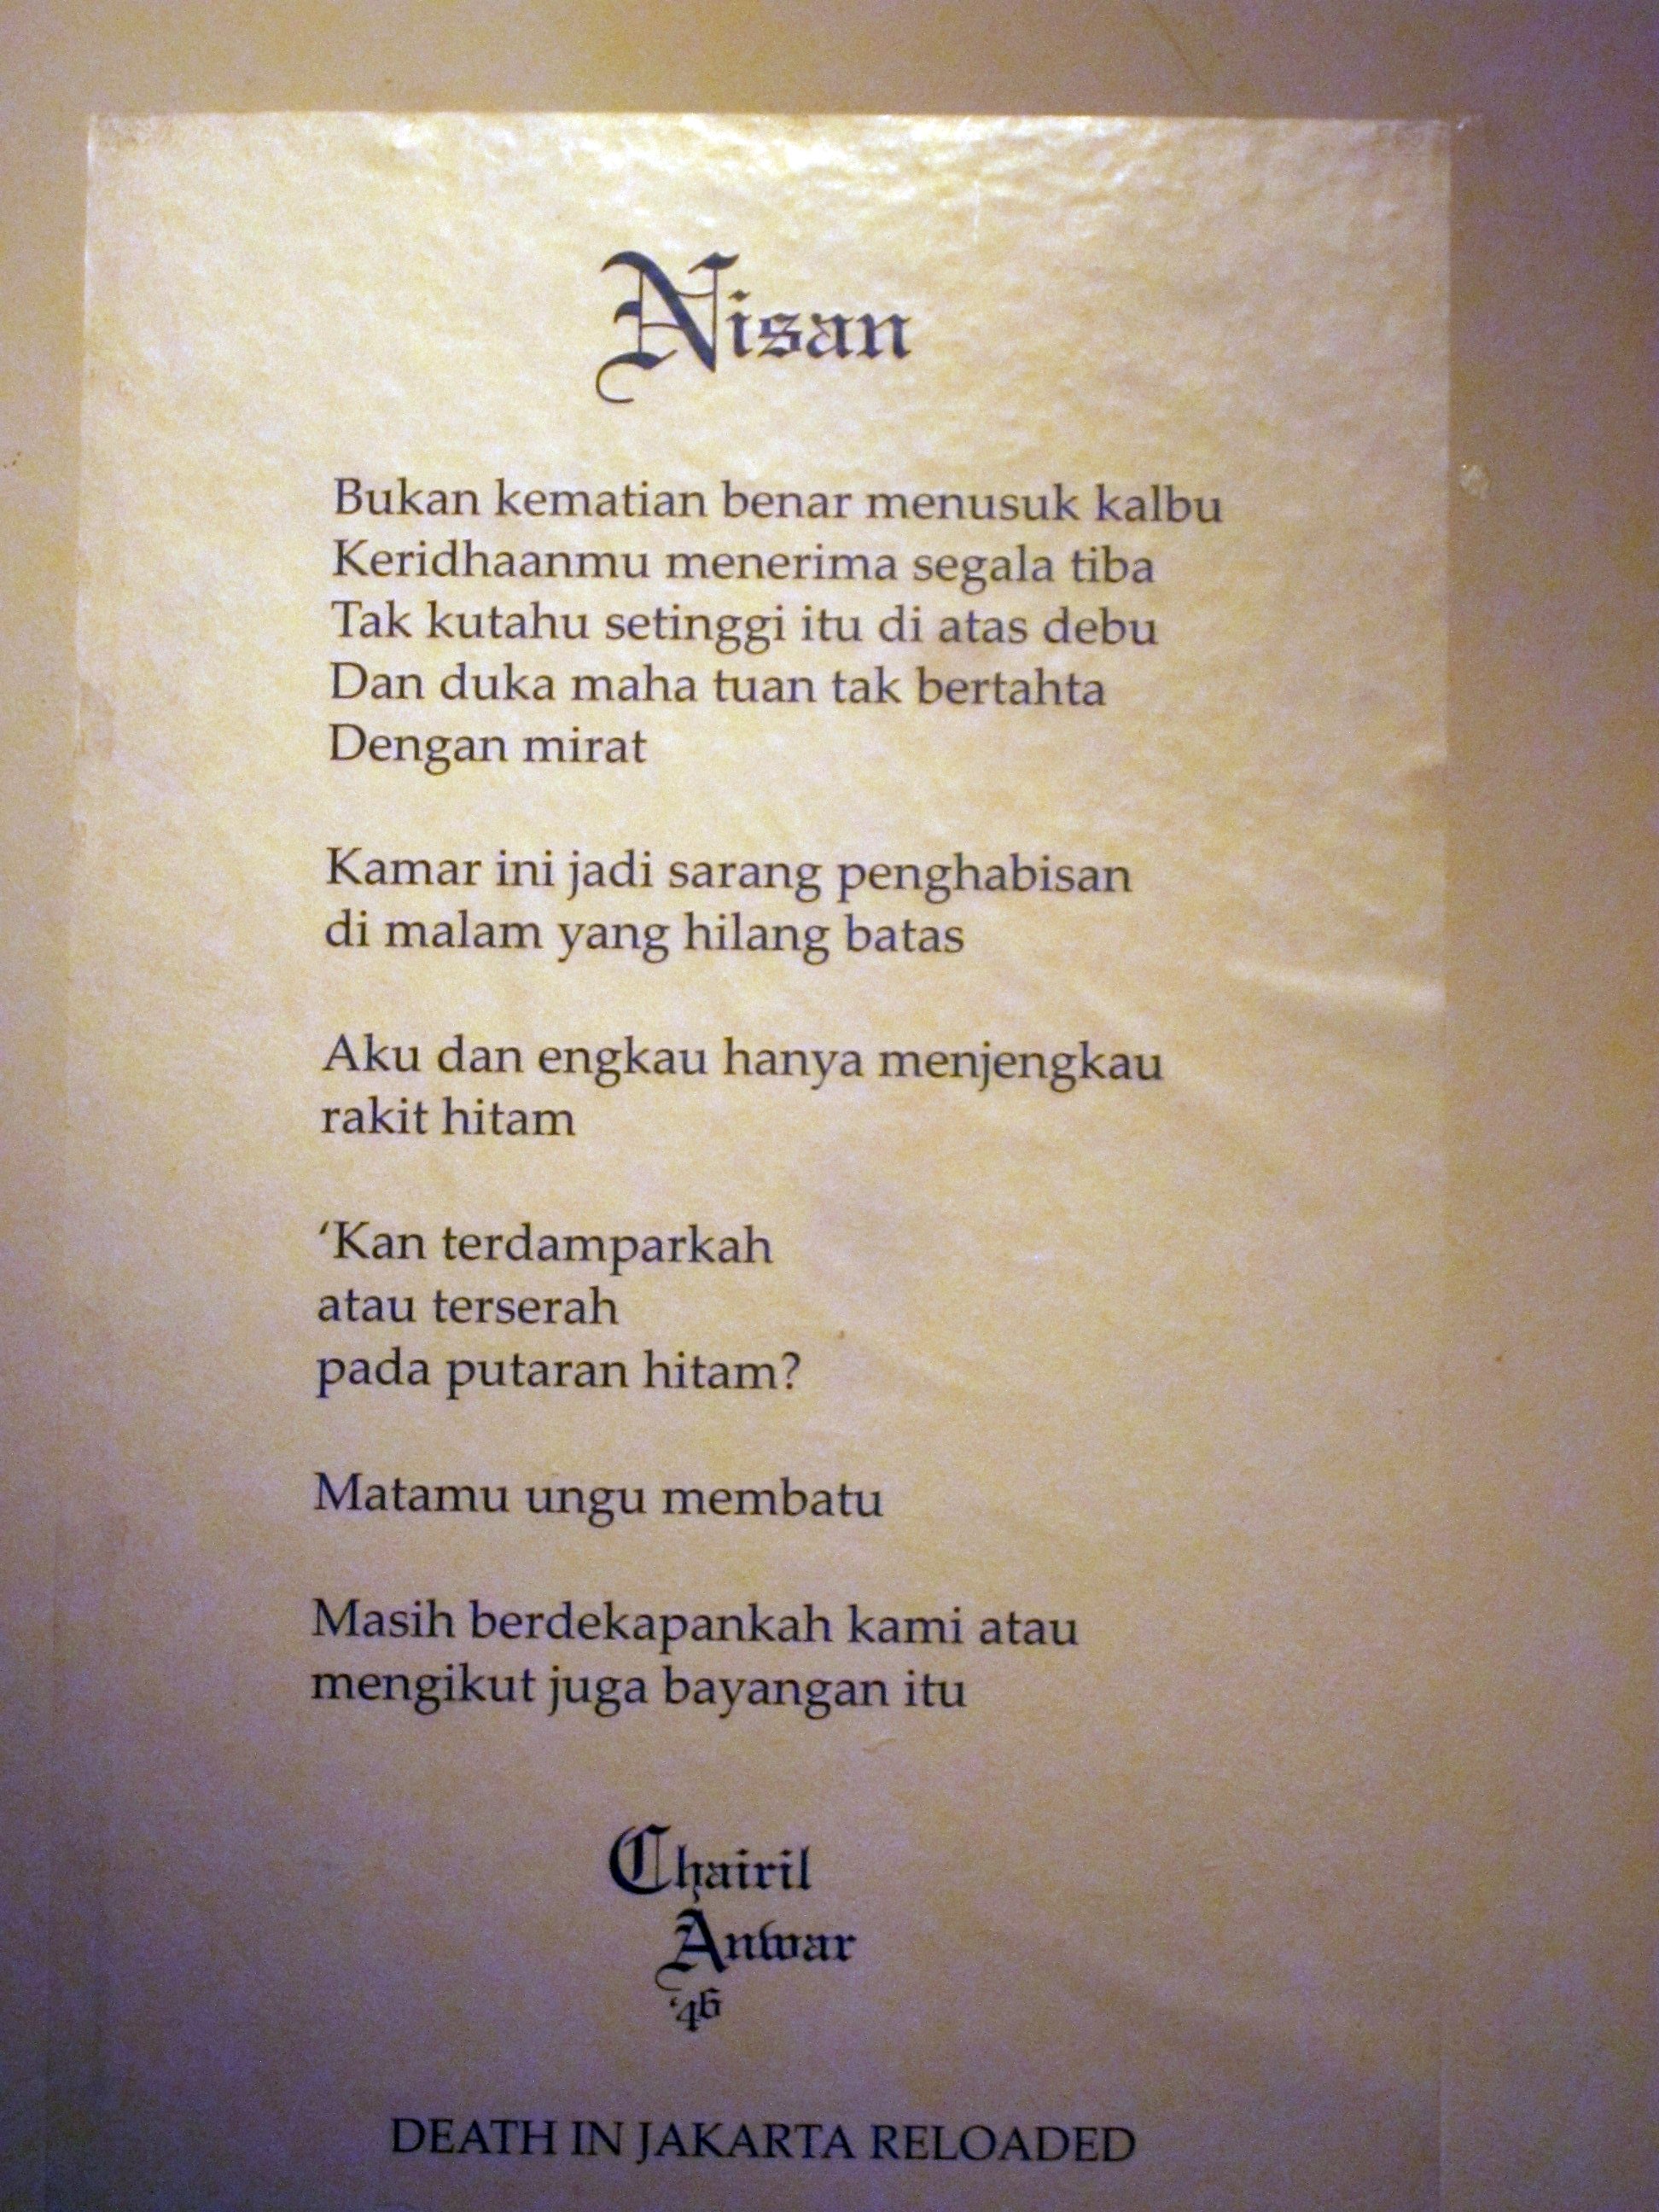 Nisan
Bukan kematian benar menusuk kalbu
Keridhaanmu menerima segala tiba
Tak kutahu setinggi itu di atas debu
Dan duka maha tuan tak bertahta
Dengan mirat
Kamar ini jadi sarang penghabisan
di malam yang hilang batas
Aku dan engkau hanya menjengkau
rakit hitam
‘Kan terdamparkah
atau terserah
pada putaran hitam?
Matamu ungu membatu
Masih berdekapankah kami atau
mengikut juga bayangan itu
Chairil
Anwar
‘46
DEATH IN JAKARTA RELOADED